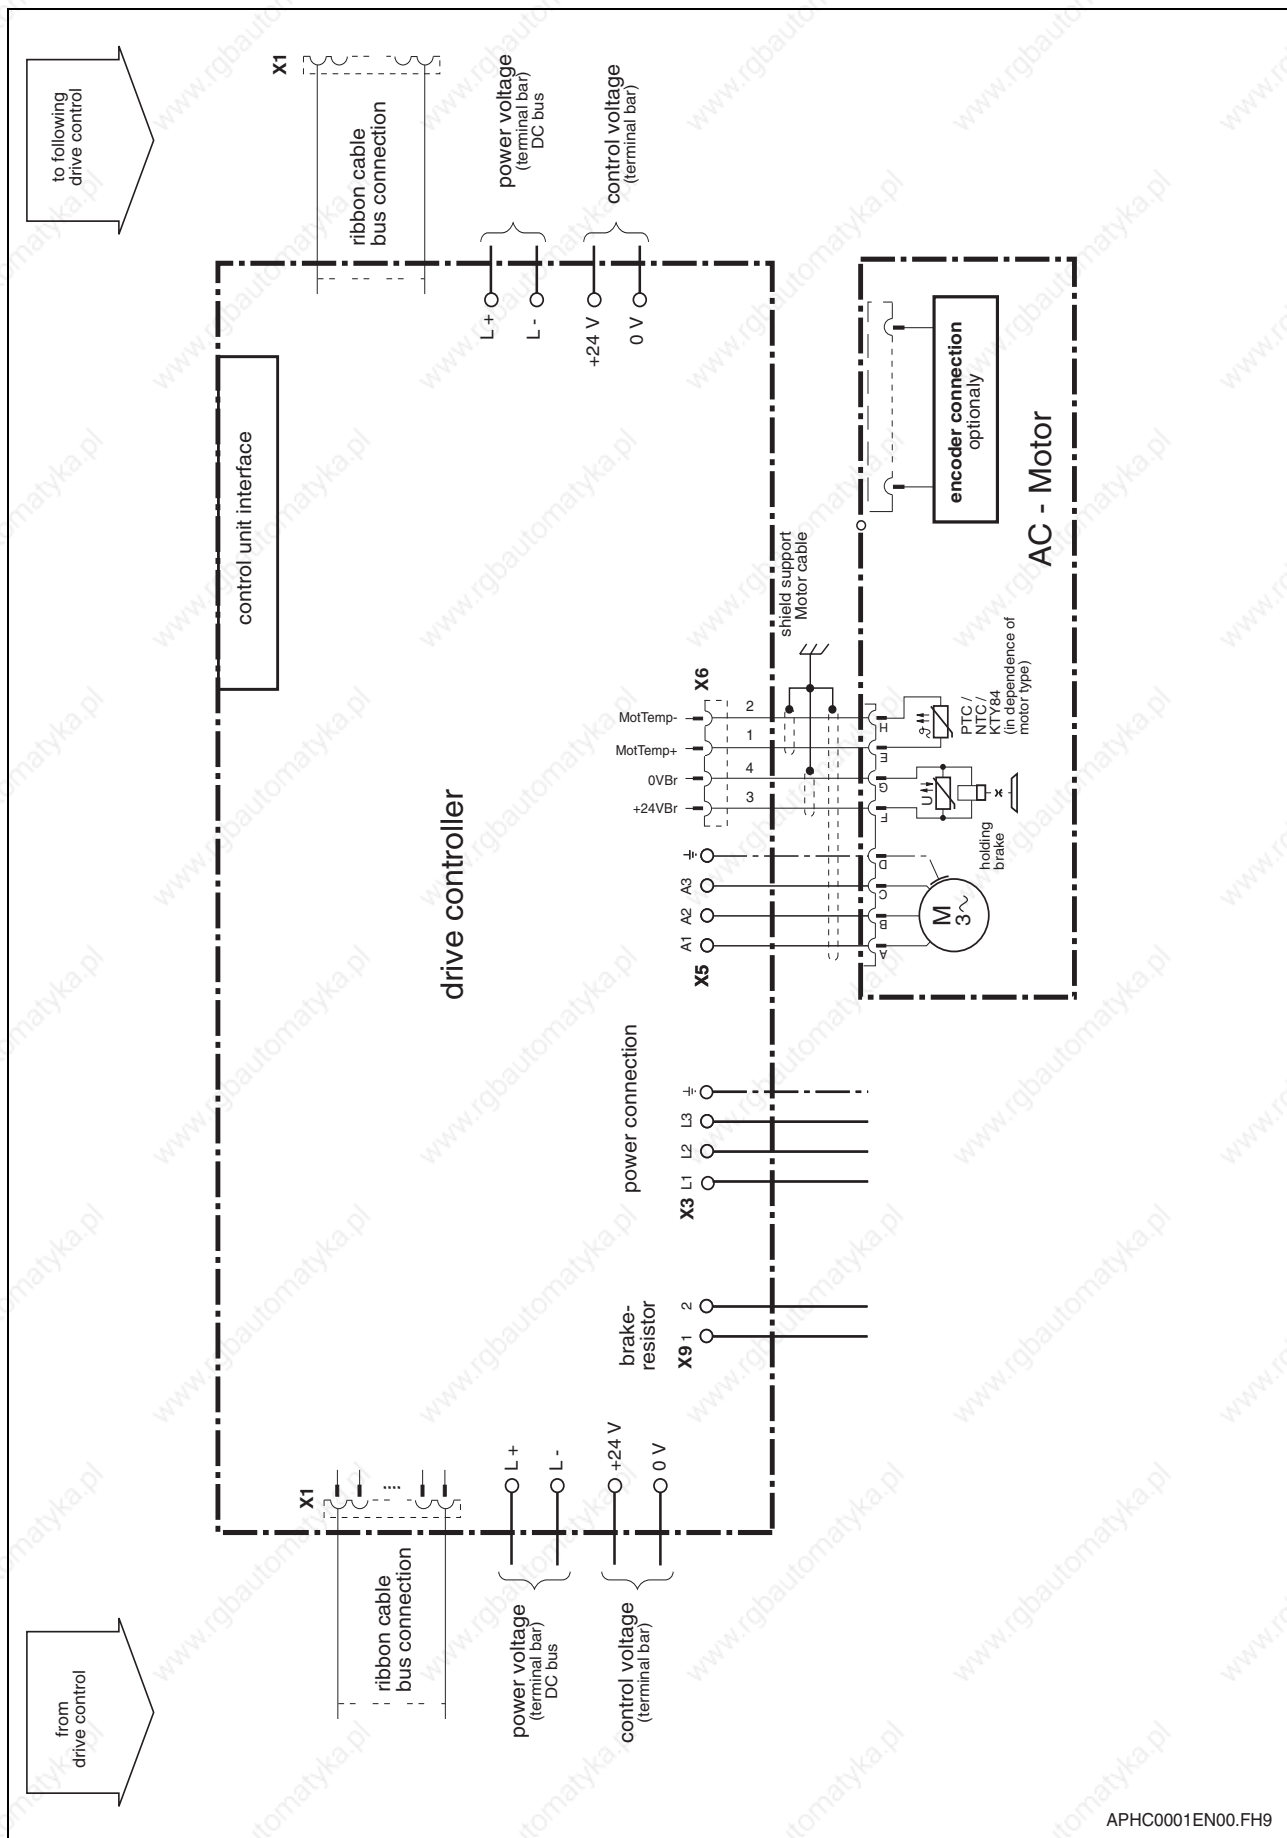 from
drive control
to following
drive control
X1
X1
ribbon cable
bus connection
ribbon cable
bus connection
control unit interface
power voltage
(terminal bar)
DC bus
L +
L -
control voltage
(terminal bar)
+24 V
0 V
power voltage
(terminal bar)
DC bus
L +
L -
control voltage
(terminal bar)
+24 V
0 V
drive controller
brake-
resistor
X9
1
2
power connection
X3
L1
L2
L3
X5
A1
A2
A3
X6
+24VBr
0VBr
MotTemp+
MotTemp-
3
4
1
2
shield support
Motor cable
A
B
C
D
F
G
E
H
M
3~
holding
brake
U
ϑ
PTC /
NTC /
KTY84
(in dependence of
motor type)
encoder connection
optionaly
AC - Motor
APHC0001EN00.FH9
www.rgbautomatyka.pl